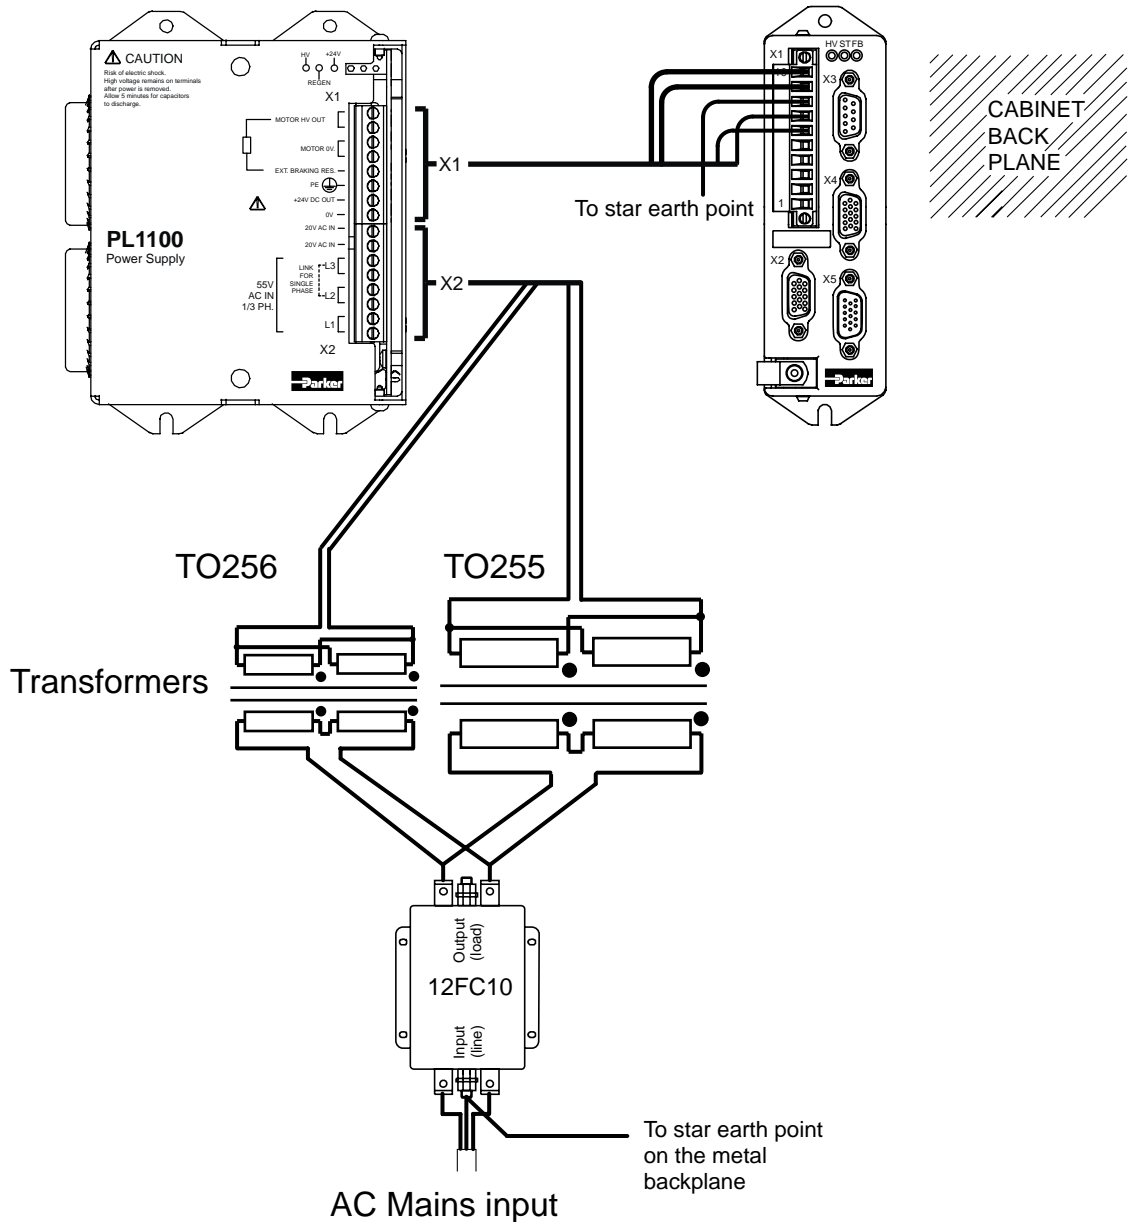 CAUTION
Risk of electric shock.
High voltage remains on terminals
after power is removed.
Allow 5 minutes for capacitors
to discharge.
HV
+24V
REGEN
X1
MOTOR HV OUT
MOTOR 0V.
EXT. BRAKING RES.
PE
+24V DC OUT
0V
20V AC IN
20V AC IN
PL1100
Power Supply
55V
AC IN
1/3 PH.
LINK
FOR
SINGLE
PHASE
L3
L2
L1
X2
Parker
X1
X2
To star earth point
HV ST FB
X1
10
X3
X4
1
X2
X5
Parker
CABINET
BACK
PLANE
TO256
TO255
Transformers
Output
(load)
12FC10
Input
(line)
To star earth point
on the metal
backplane
AC Mains input